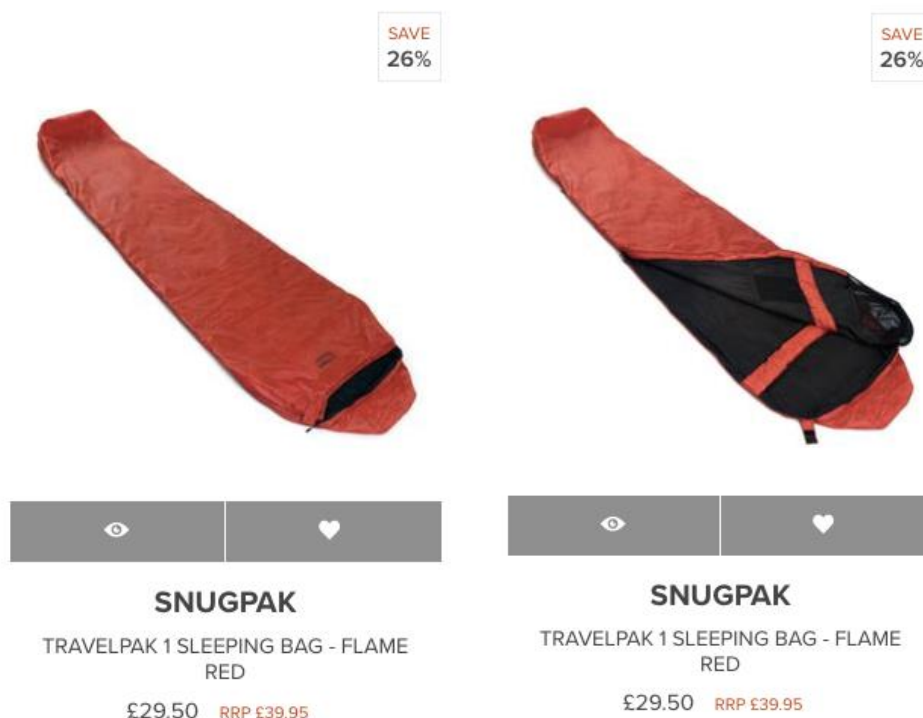 SAVE
26%
SNUGPAK
TRAVELPAK 1 SLEEPING BAG - FLAME
RED
£29.50 RRP £39.95
SAVE
26%
SNUGPAK
TRAVELPAK 1 SLEEPING BAG - FLAME
RED
£29.50 RRP £39.95